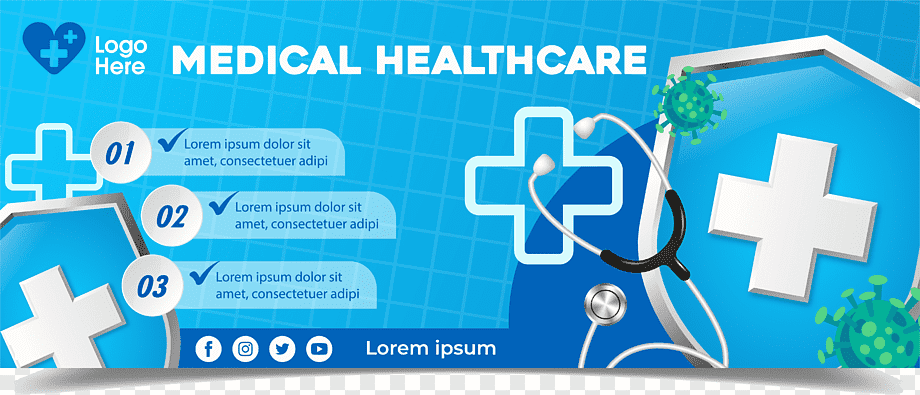 Logo
Here
MEDICAL HEALTHCARE
01
Lorem ipsum dolor sit
amet, consectetuer adipi
02
Lorem ipsum dolor sit
amet, consectetuer adipi
03
Lorem ipsum dolor sit
amet, consectetuer adipi
Lorem ipsum